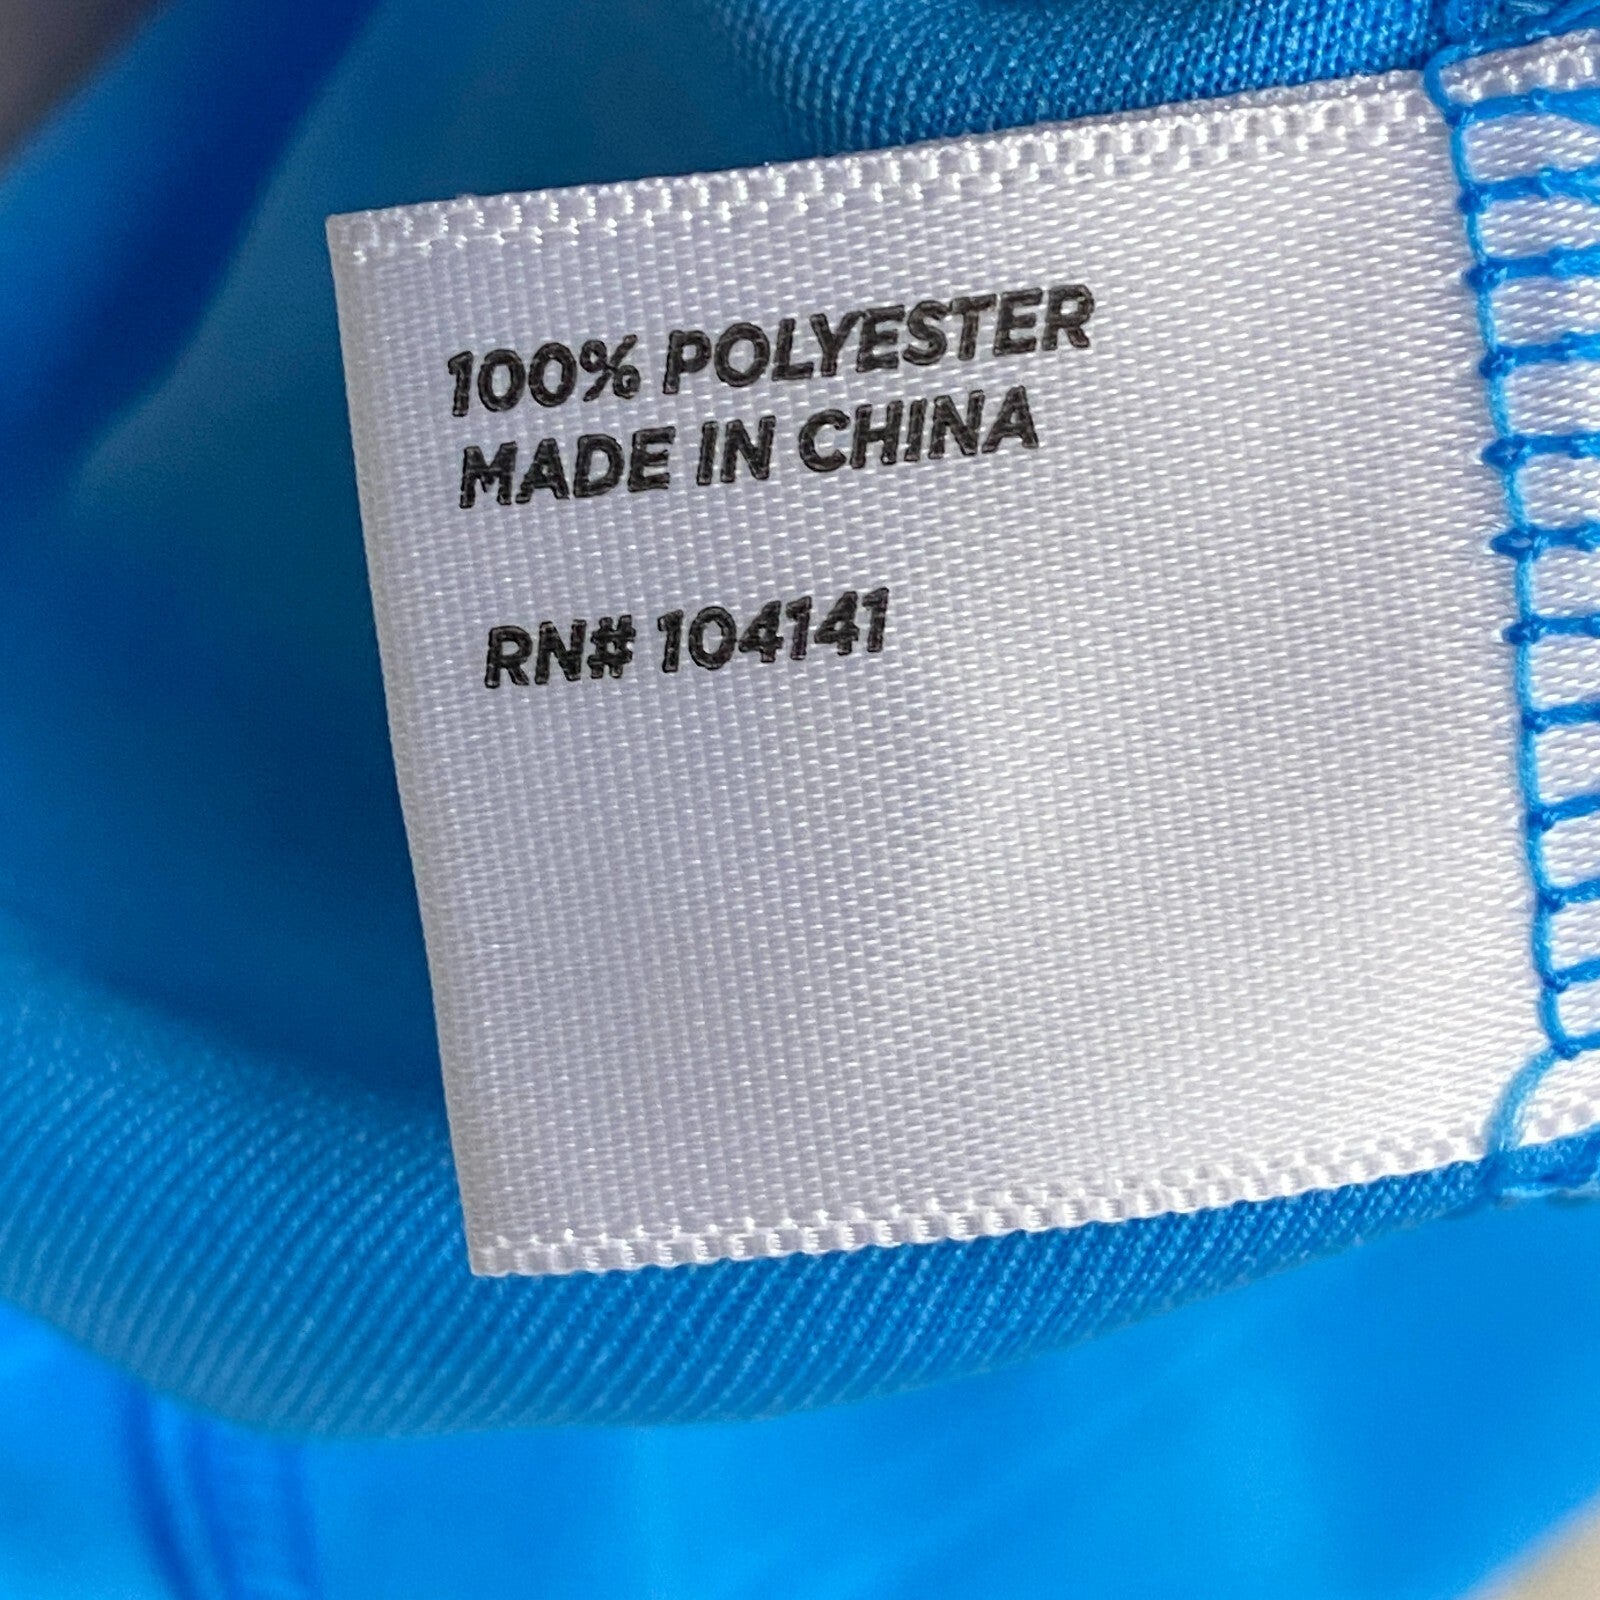 100% POLYESTER
MADE IN CHINA
RN# 104141